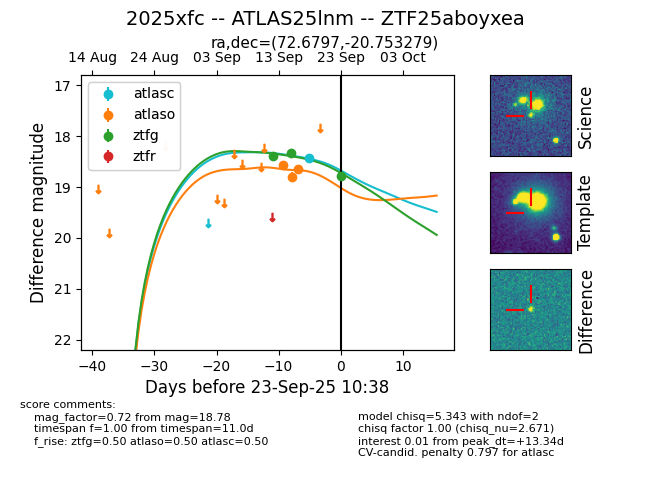 2025xfc -- ATLAS25lnm -- ZTF25aboyxea
ra,dec=(72.6797,-20.753279)
14 Aug 24 Aug 03 Sep 13 Sep 23 Sep 03 Oct
17
18
19
20
21
22
Difference magnitude
atlasc
atlaso
ztfg
ztfr
−40 −30 −20 −10 0 10
Days before 23-Sep-25 10:38
Science
Template
Difference
score comments:
mag_factor=0.72 from mag=18.78
timespan f=1.00 from timespan=11.0d
f_rise: ztfg=0.50 atlaso=0.50 atlasc=0.50
model chisq=5.343 with ndof=2
chisq factor 1.00 (chisq_nu=2.671)
interest 0.01 from peak_dt=+13.34d
CV-candid. penalty 0.797 for atlasc